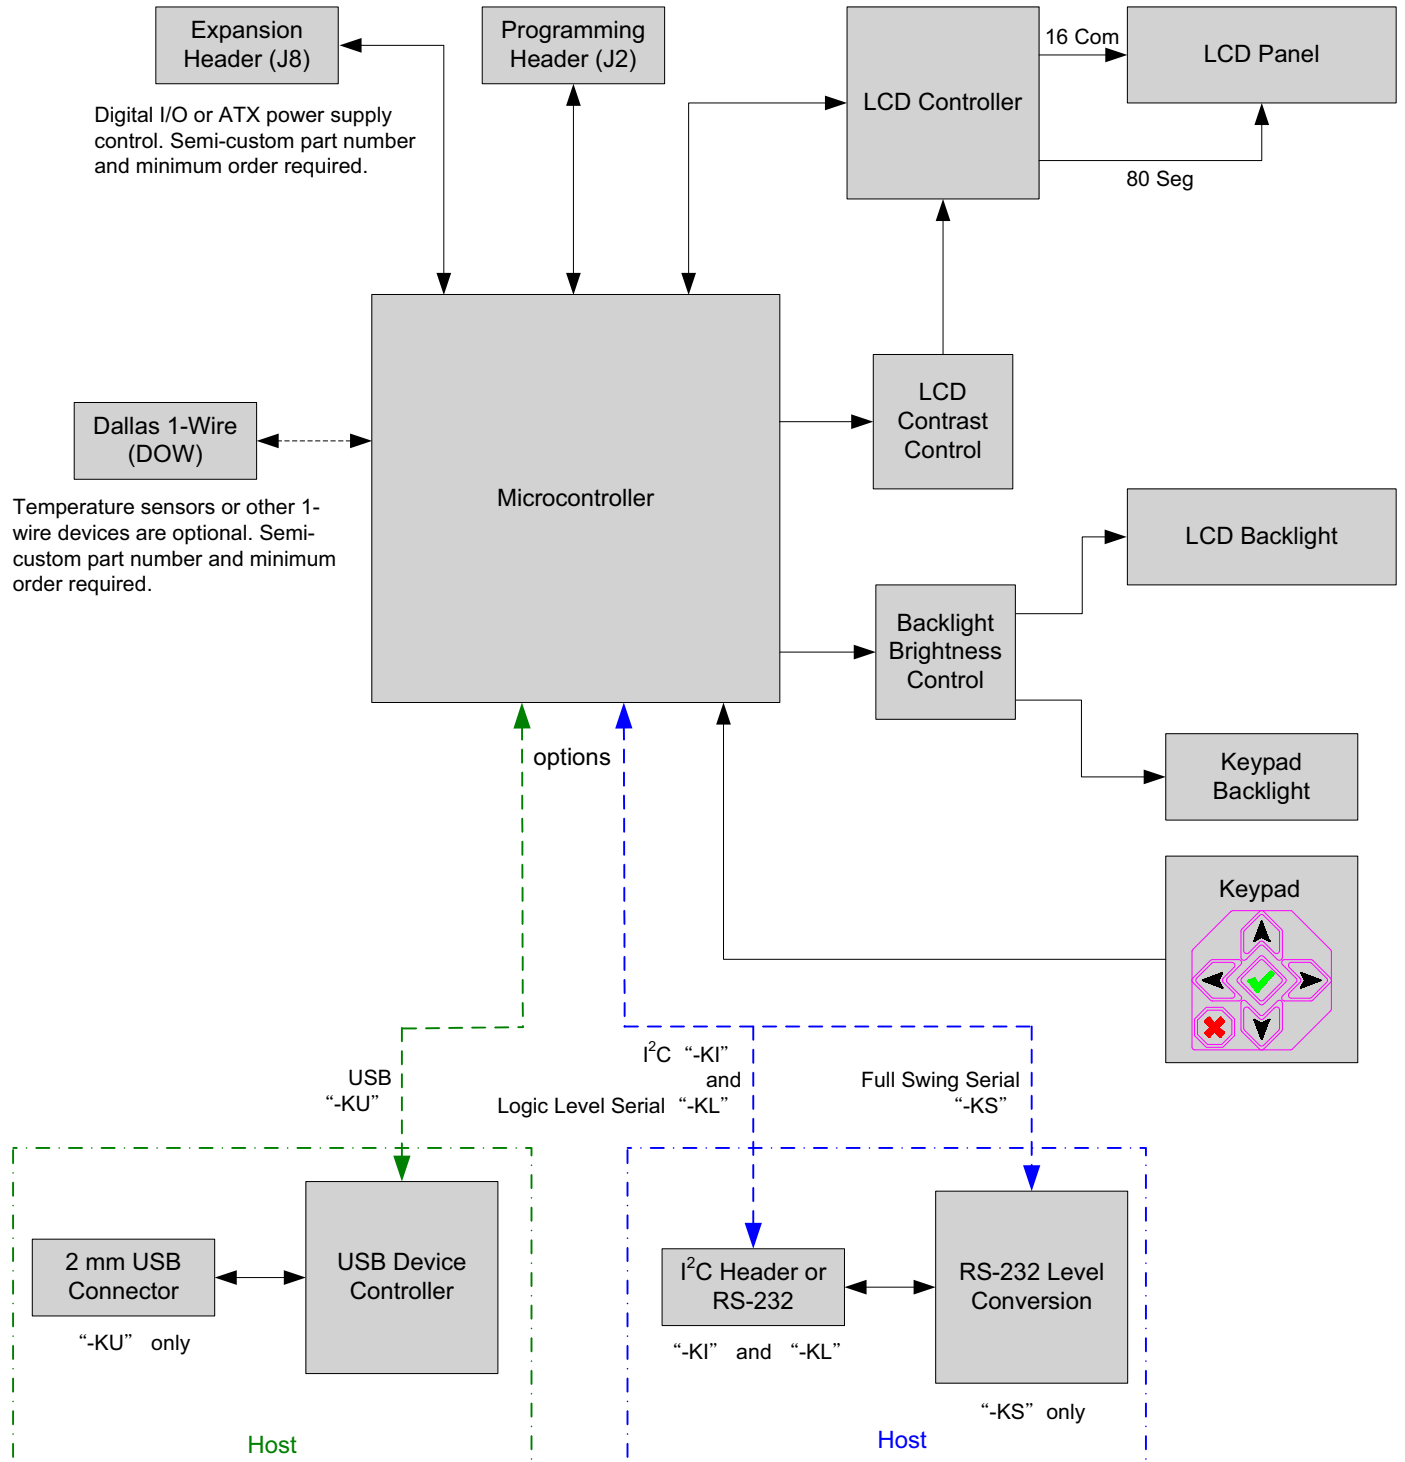 Expansion
Header (J8)
Programming
Header (J2)
LCD Controller
16 Com
LCD Panel
80 Seg
Digital I/O or ATX power supply
control. Semi-custom part number
and minimum order required.
LCD
Contrast
Control
Dallas 1-Wire
(DOW)
Microcontroller
Temperature sensors or other 1-
wire devices are optional. Semi-
custom part number and minimum
order required.
LCD Backlight
Backlight
Brightness
Control
options
Keypad
Backlight
Keypad
USB
“-KU”
I²C “-KI”
and
Logic Level Serial “-KL”
Full Swing Serial
“-KS”
2 mm USB
Connector
“-KU” only
USB Device
Controller
I²C Header or
RS-232
“-KI” and “-KL”
RS-232 Level
Conversion
“-KS” only
Host
Host